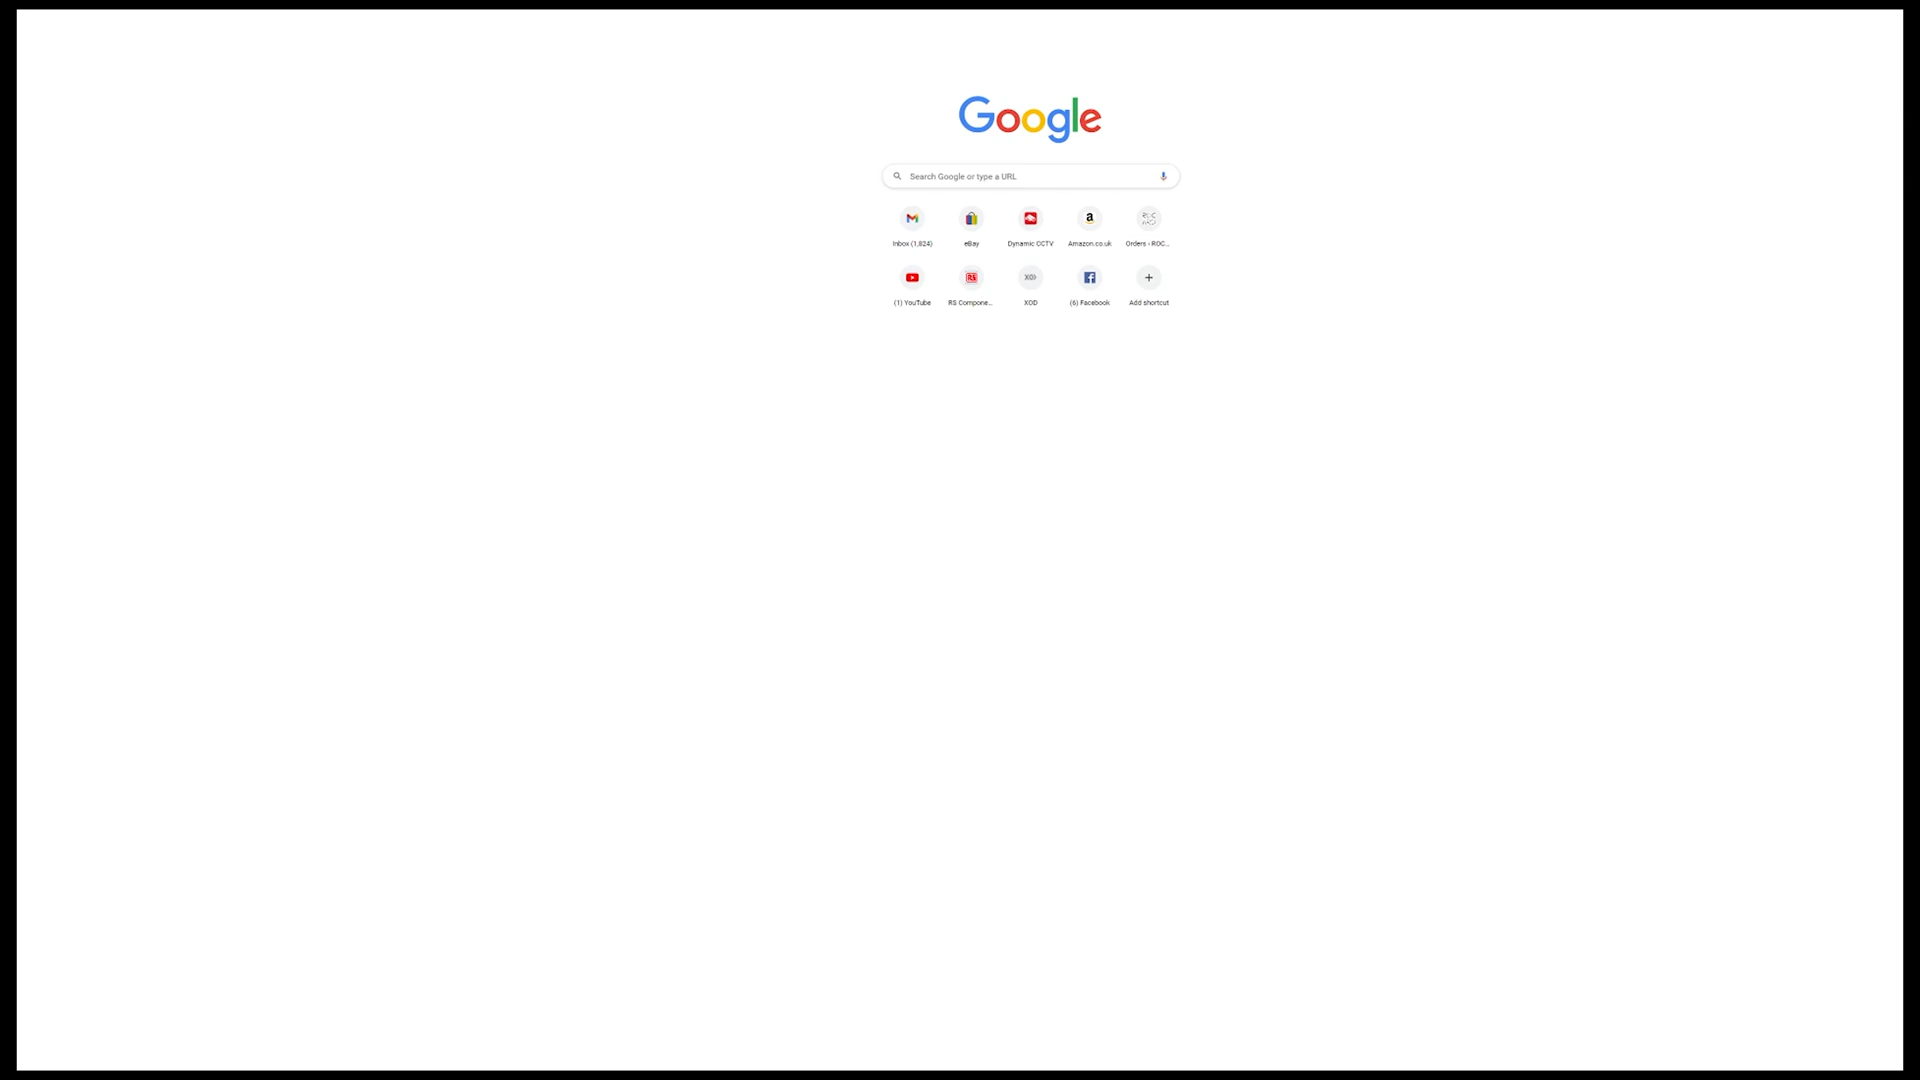 Google
Search Google or type a URL
Inbox (1,824)
eBay
Dynamic CCTV
Amazon.co.uk
Orders - ROC...
(1) YouTube
RS Compone...
XOD
(6) Facebook
Add shortcut